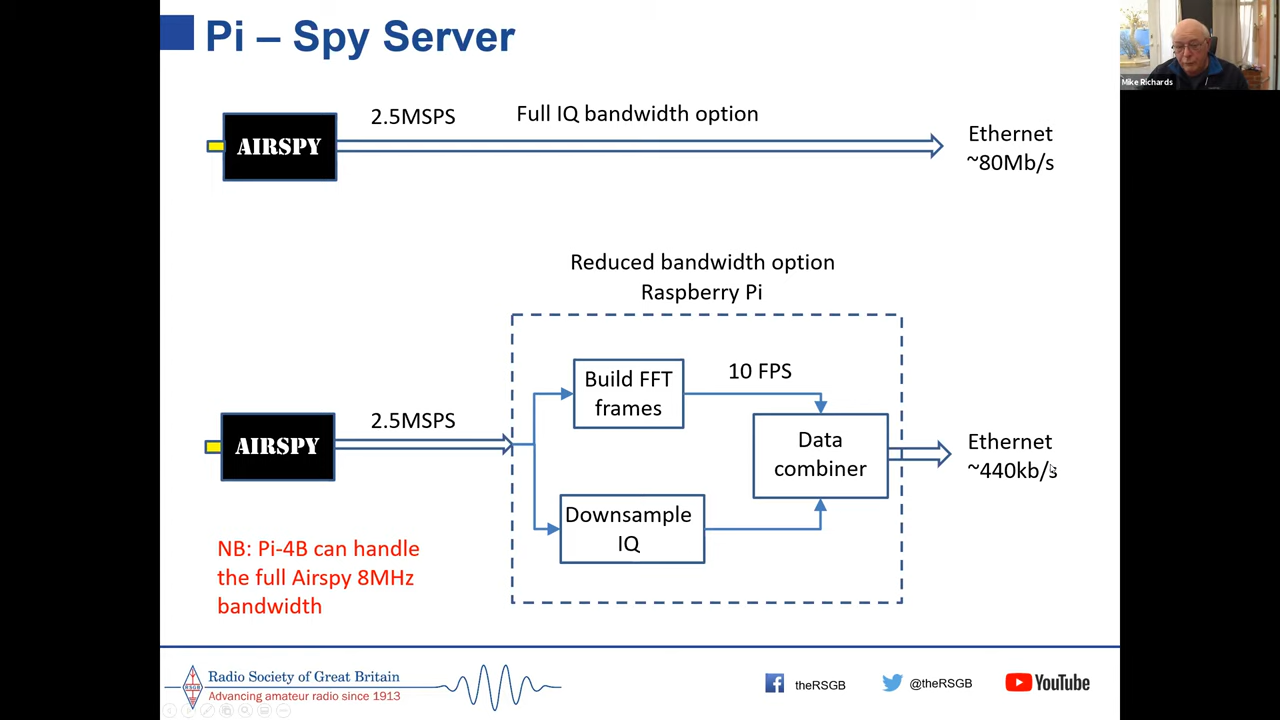 Pi – Spy Server
Mike Richards
AIRSPY
2.5MSPS
Full IQ bandwidth option
Ethernet
~80Mb/s
Reduced bandwidth option
Raspberry Pi
AIRSPY
2.5MSPS
Build FFT
frames
10 FPS
Data
combiner
Downsample
IQ
Ethernet
~440kb/s
NB: Pi-4B can handle
the full Airspy 8MHz
bandwidth
RSGB
Radio Society of Great Britain
Advancing amateur radio since 1913
theRSGB
@theRSGB
YouTube